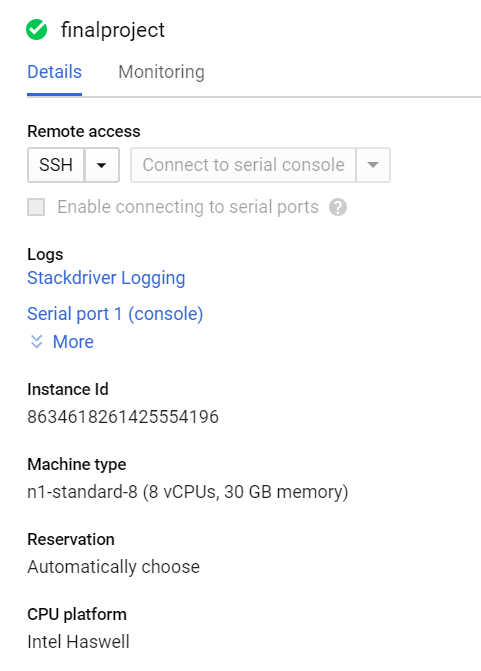 finalproject
Details Monitoring
Remote access
SSH Connect to serial console
Enable connecting to serial ports ?
Logs
Stackdriver Logging
Serial port 1 (console)
More
Instance Id
8634618261425554196
Machine type
n1-standard-8 (8 vCPUs, 30 GB memory)
Reservation
Automatically choose
CPU platform
Intel Haswell